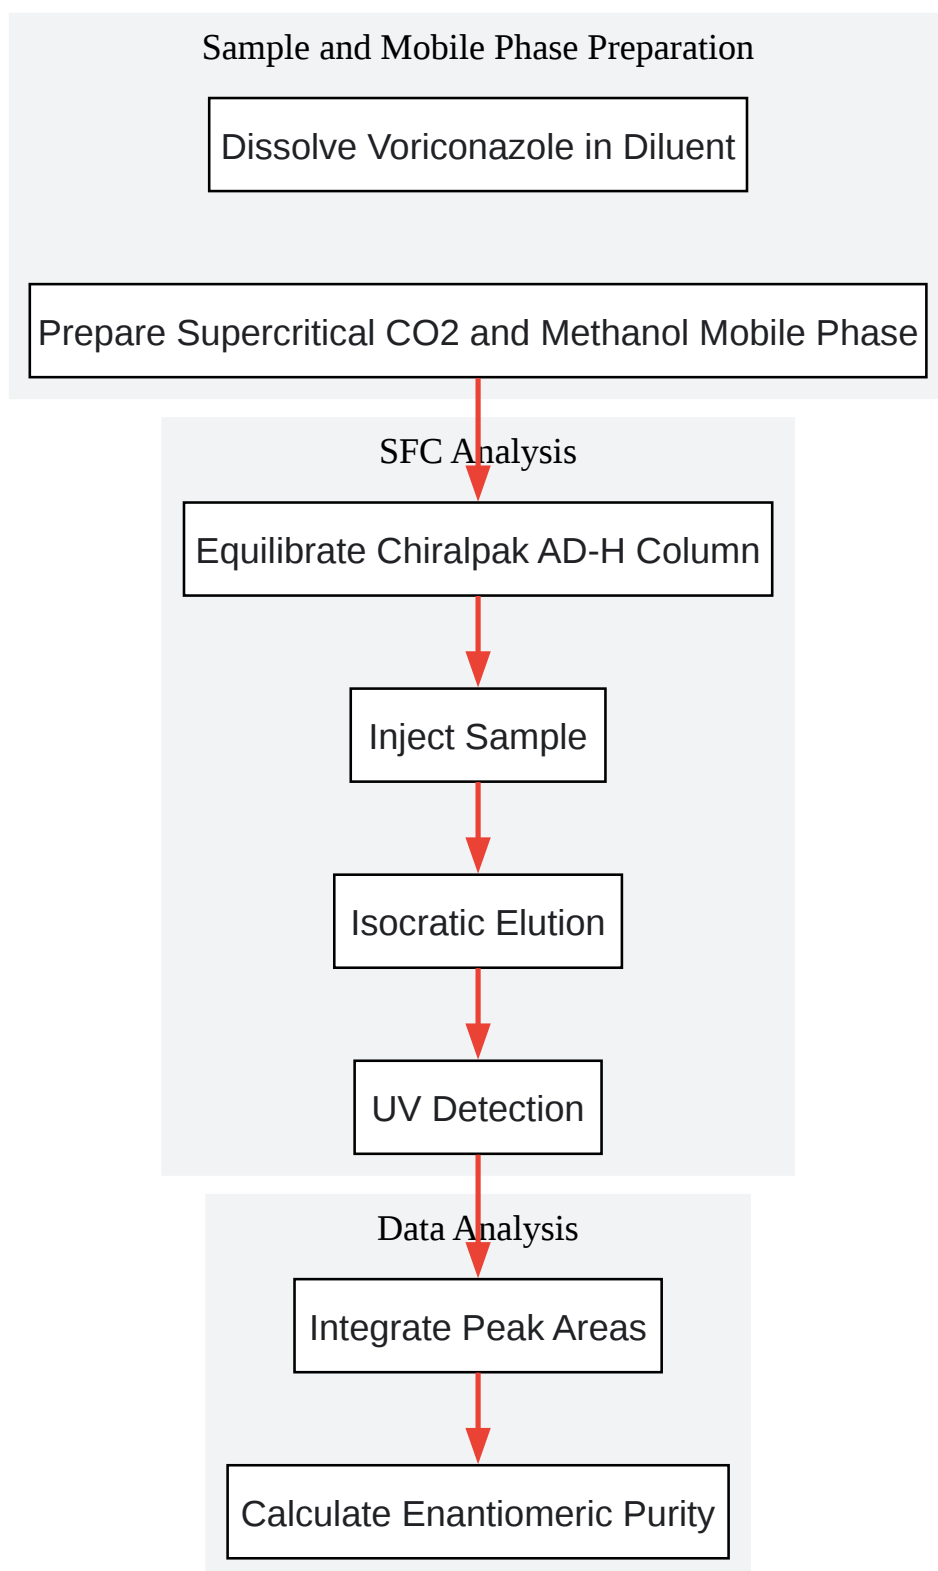 Sample and Mobile Phase Preparation
Dissolve Voriconazole in Diluent
Prepare Supercritical CO2 and Methanol Mobile Phase
SFC Analysis
Equilibrate Chiralpak AD-H Column
Inject Sample
Isocratic Elution
UV Detection
Data Analysis
Integrate Peak Areas
Calculate Enantiomeric Purity